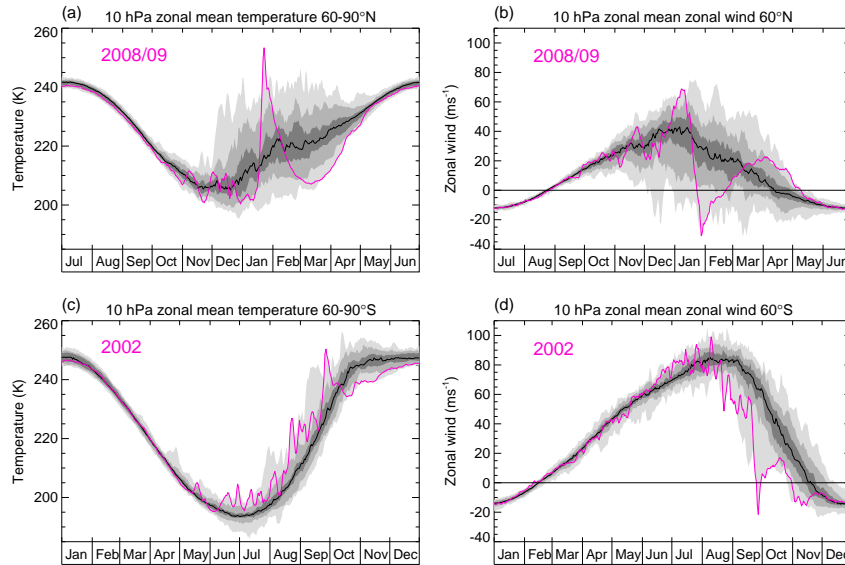 (a) 10 hPa zonal mean temperature 60-90°N
2008/09
Temperature (K)
260
240
220
200
Jul Aug Sep Oct Nov Dec Jan Feb Mar Apr May Jun
(b) 10 hPa zonal mean zonal wind 60°N
2008/09
Zonal wind (ms⁻¹)
100
80
60
40
20
0
-20
-40
Jul Aug Sep Oct Nov Dec Jan Feb Mar Apr May Jun
(c) 10 hPa zonal mean temperature 60-90°S
2002
Temperature (K)
260
240
220
200
Jan Feb Mar Apr May Jun Jul Aug Sep Oct Nov Dec
(d) 10 hPa zonal mean zonal wind 60°S
2002
Zonal wind (ms⁻¹)
100
80
60
40
20
0
-20
-40
Jan Feb Mar Apr May Jun Jul Aug Sep Oct Nov Dec